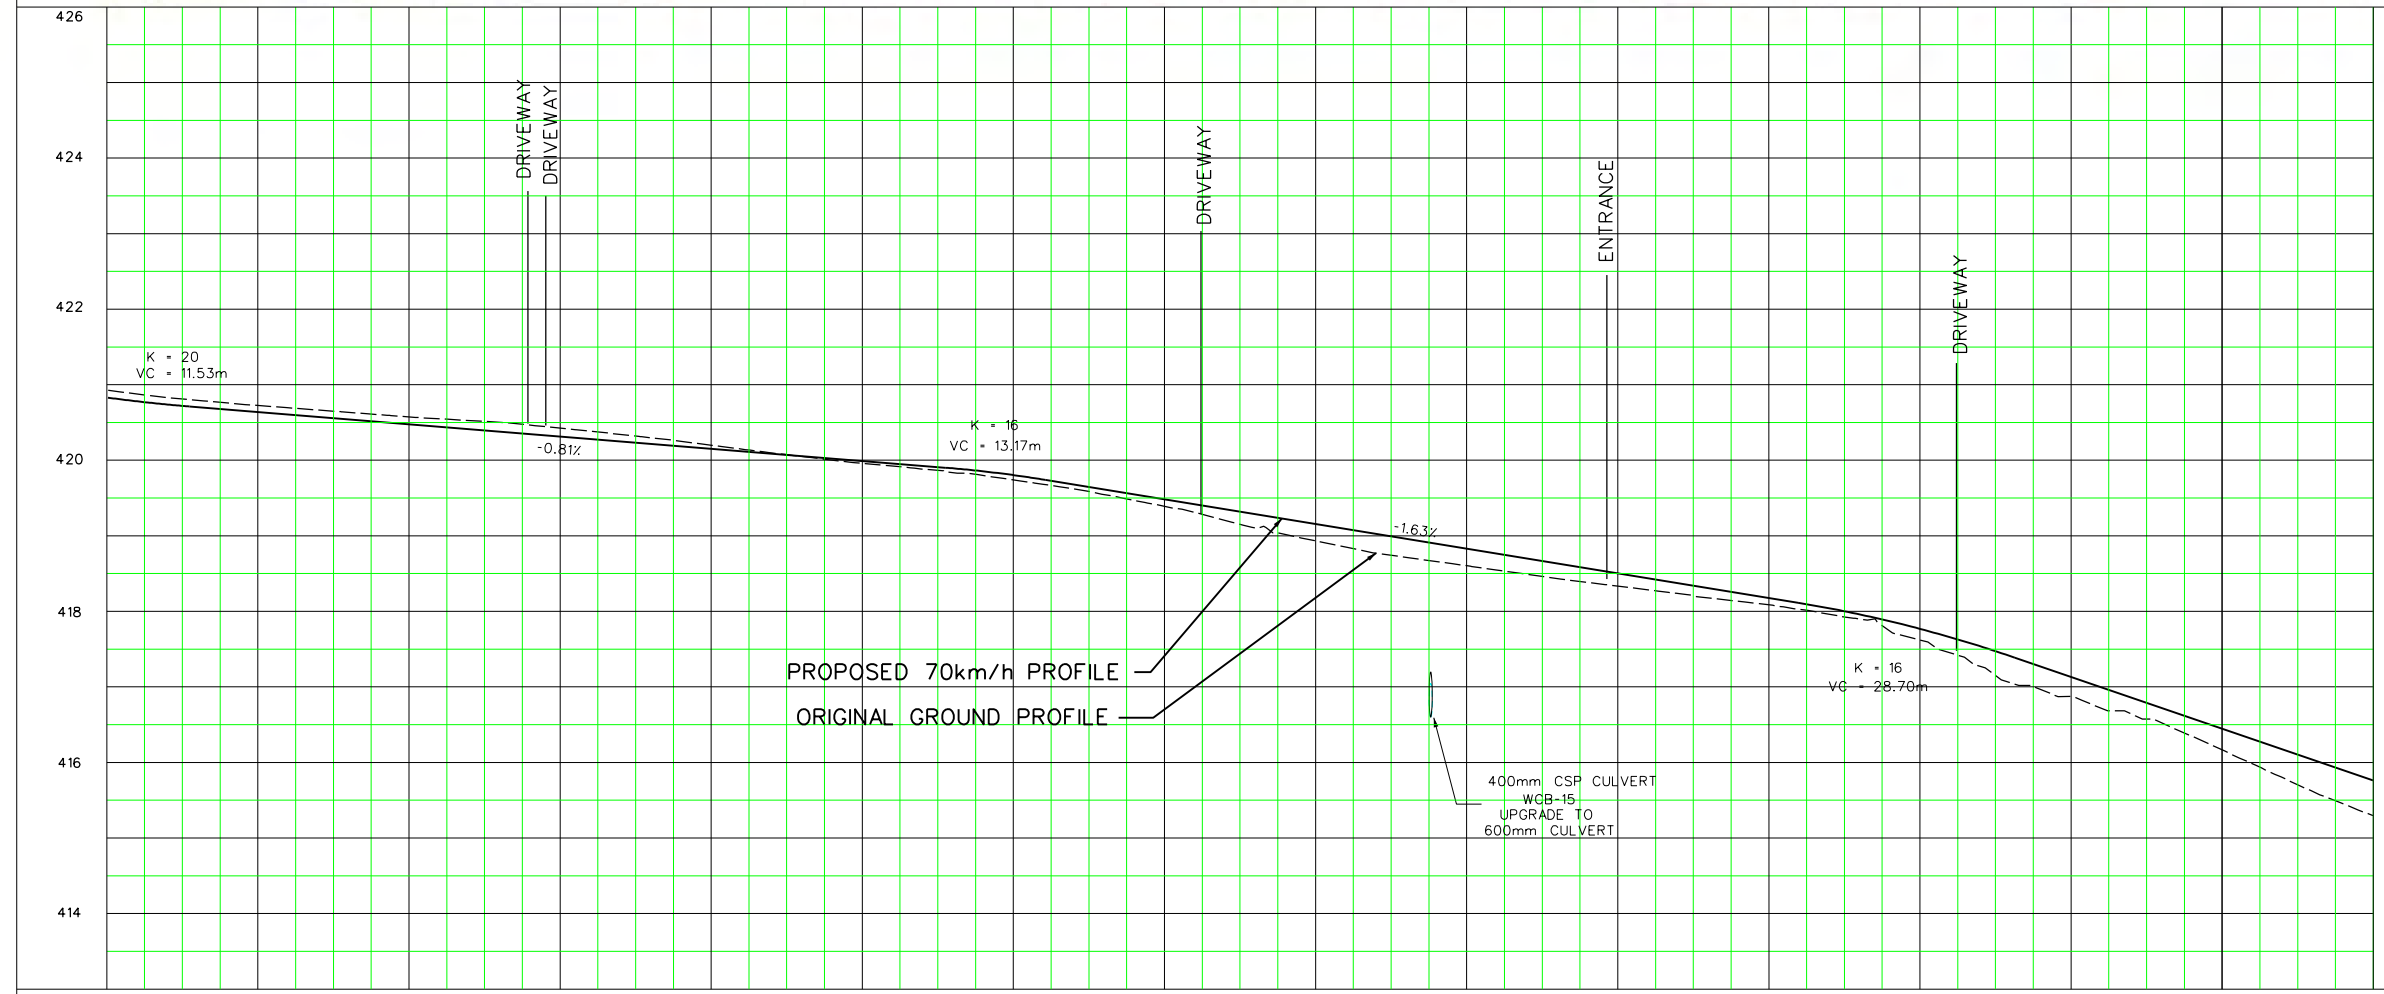 426
DRIVEWAY
DRIVEWAY
DRIVEWAY
424
ENTRANCE
DRIVEWAY
422
K = 20
VC = 11.53m
K = 16
VC = 13.17m
-0.81%
420
-1.63%
418
K = 16
VC = 28.70m
PROPOSED 70km/h PROFILE
ORIGINAL GROUND PROFILE
416
400mm CSP CULVERT
WCB-15
UPGRADE TO
600mm CULVERT
414